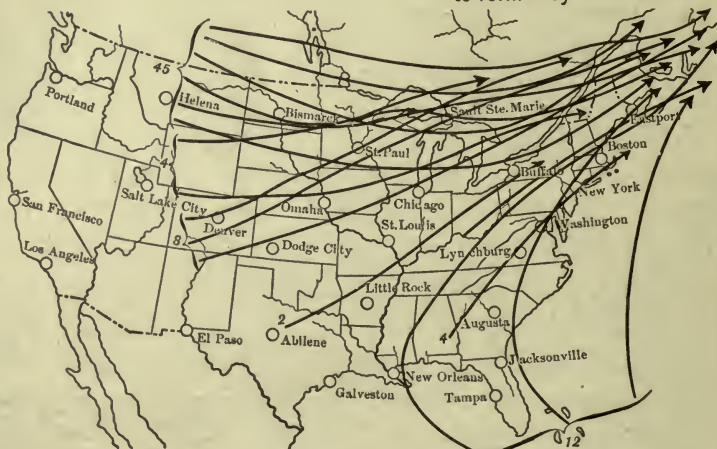 45
Portland
Helena
Bismarck
Sault Ste. Marie
Eastport
St. Paul
Boston
Buffalo
Salt Lake City
Omaha
Chicago
New York
San Francisco
Denver
St. Louis
Washington
8
Dodge City
Lynchburg
Los Angeles
Little Rock
2
Augusta
4
El Paso
Abilene
Jacksonville
New Orleans
Galveston
Tampa
12